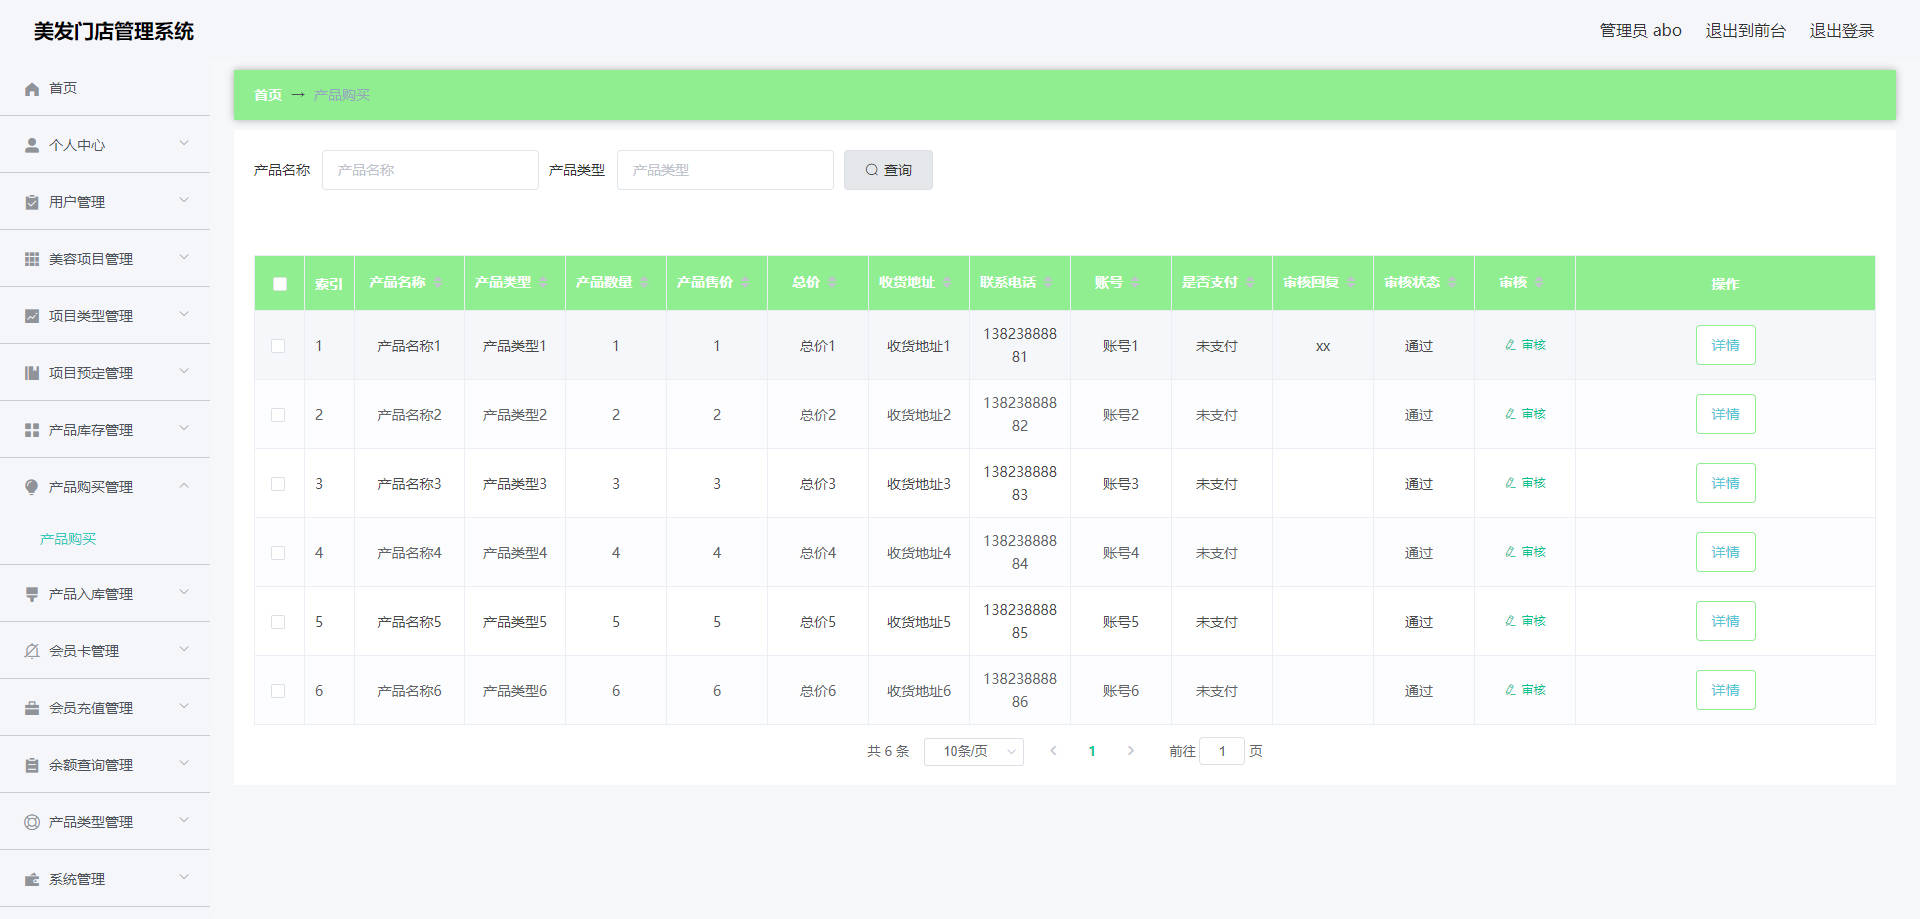 美发门店管理系统
管理员 abo 退出到前台 退出登录
首页
个人中心
用户管理
美容项目管理
项目类型管理
项目预定管理
产品库存管理
产品购买管理
产品购买
产品入库管理
会员卡管理
会员充值管理
余额查询管理
产品类型管理
系统管理
首页 → 产品购买
产品名称 产品名称 产品类型 产品类型 查询
索引 产品名称 产品类型 产品数量 产品售价 总价 收货地址 联系电话 账号 是否支付 审核回复 审核状态 审核 操作
1 产品名称1 产品类型1 1 1 总价1 收货地址1 13823888881 账号1 未支付 xx 通过 审核 详情
2 产品名称2 产品类型2 2 2 总价2 收货地址2 13823888882 账号2 未支付 通过 审核 详情
3 产品名称3 产品类型3 3 3 总价3 收货地址3 13823888883 账号3 未支付 通过 审核 详情
4 产品名称4 产品类型4 4 4 总价4 收货地址4 13823888884 账号4 未支付 通过 审核 详情
5 产品名称5 产品类型5 5 5 总价5 收货地址5 13823888885 账号5 未支付 通过 审核 详情
6 产品名称6 产品类型6 6 6 总价6 收货地址6 13823888886 账号6 未支付 通过 审核 详情
共 6 条 10条/页 1 前往 1 页